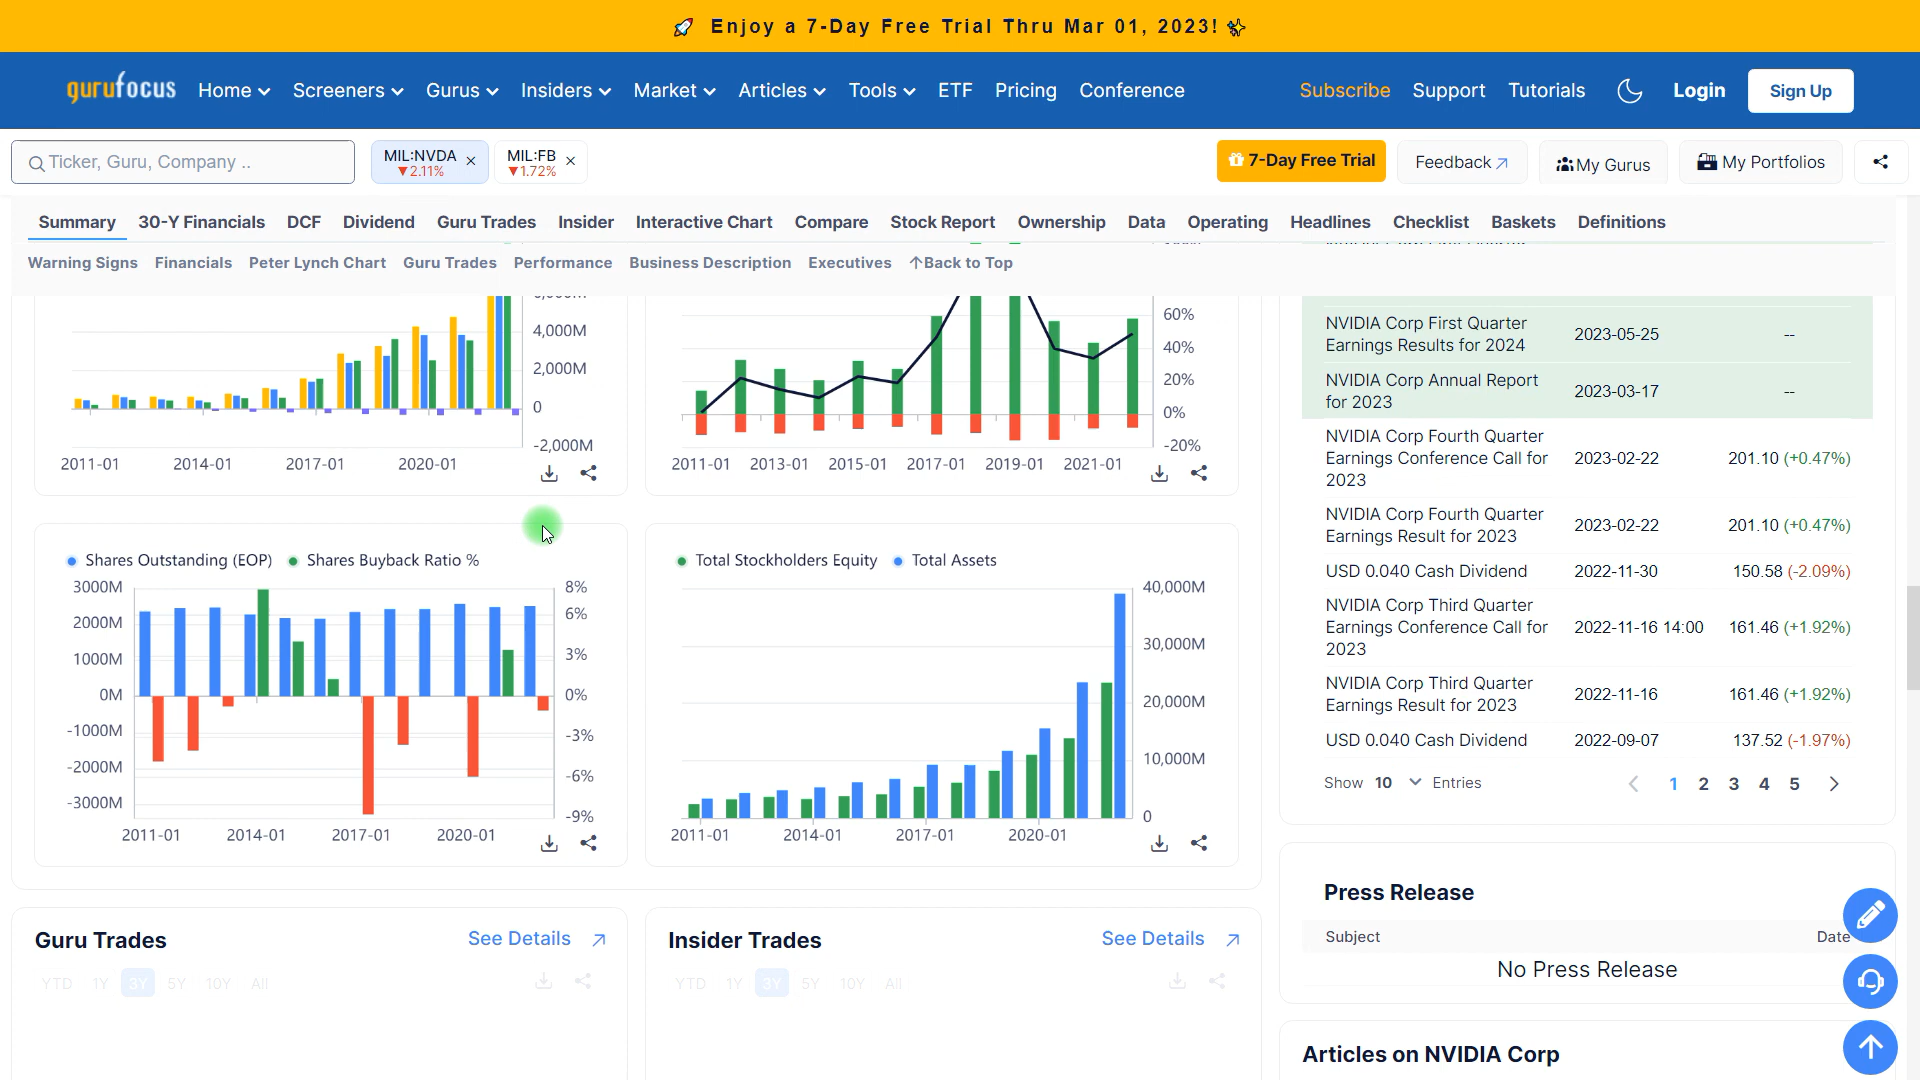 🚀 Enjoy a 7-Day Free Trial Thru Mar 01, 2023! ✨
gurufocus Home Screeners Gurus Insiders Market Articles Tools ETF Pricing Conference Subscribe Support Tutorials Login Sign Up
Ticker, Guru, Company ..
MIL:NVDA ×
▼2.11%
MIL:FB ×
▼1.72%
7-Day Free Trial Feedback My Gurus My Portfolios
Summary 30-Y Financials DCF Dividend Guru Trades Insider Interactive Chart Compare Stock Report Ownership Data Operating Headlines Checklist Baskets Definitions
Warning Signs Financials Peter Lynch Chart Guru Trades Performance Business Description Executives ↑Back to Top
4,000M
2,000M
0
-2,000M
2011-01 2014-01 2017-01 2020-01
60%
40%
20%
0%
-20%
2011-01 2013-01 2015-01 2017-01 2019-01 2021-01
Shares Outstanding (EOP) Shares Buyback Ratio %
3000M
2000M
1000M
0M
-1000M
-2000M
-3000M
8%
6%
3%
0%
-3%
-6%
-9%
2011-01 2014-01 2017-01 2020-01
Total Stockholders Equity Total Assets
40,000M
30,000M
20,000M
10,000M
0
2011-01 2014-01 2017-01 2020-01
Guru Trades See Details
YTD 1Y 3Y 5Y 10Y All
Insider Trades See Details
YTD 1Y 3Y 5Y 10Y All
NVIDIA Corp First Quarter
Earnings Results for 2024 2023-05-25 --
NVIDIA Corp Annual Report
for 2023 2023-03-17 --
NVIDIA Corp Fourth Quarter
Earnings Conference Call for 2023-02-22 201.10 (+0.47%)
2023
NVIDIA Corp Fourth Quarter
Earnings Result for 2023 2023-02-22 201.10 (+0.47%)
USD 0.040 Cash Dividend 2022-11-30 150.58 (-2.09%)
NVIDIA Corp Third Quarter
Earnings Conference Call for 2022-11-16 14:00 161.46 (+1.92%)
2023
NVIDIA Corp Third Quarter
Earnings Result for 2023 2022-11-16 161.46 (+1.92%)
USD 0.040 Cash Dividend 2022-09-07 137.52 (-1.97%)
Show 10 Entries 1 2 3 4 5
Press Release
Subject Date
No Press Release
Articles on NVIDIA Corp